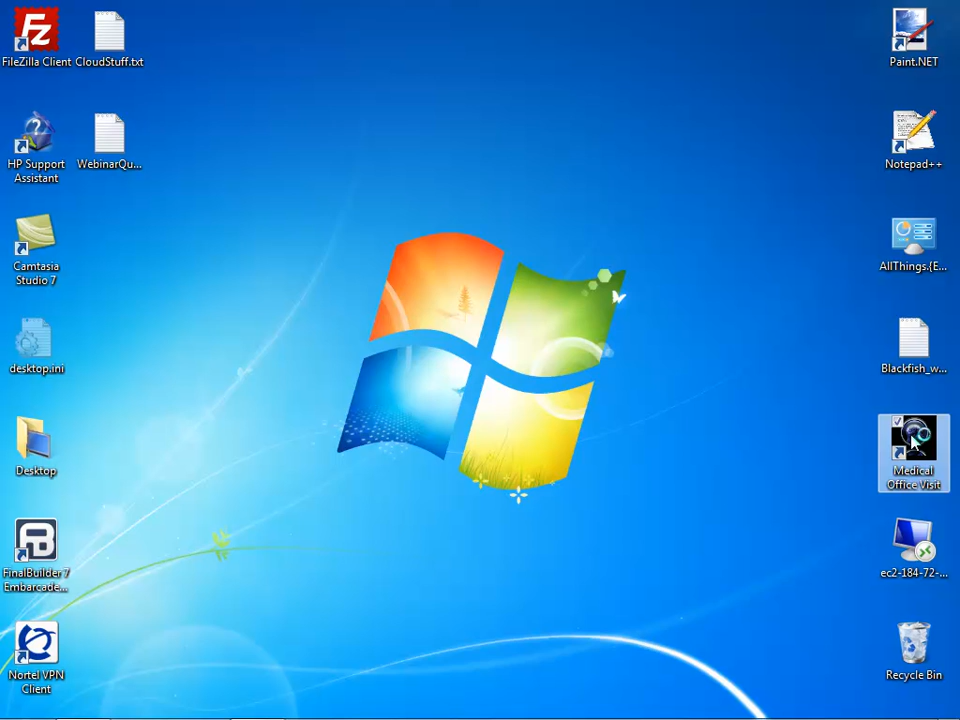 FileZilla Client
CloudStuff.txt
HP Support
Assistant
WebinarQu...
Camtasia
Studio 7
desktop.ini
Desktop
FinalBuilder 7
Embarcade...
Nortel VPN
Client
Paint.NET
Notepad++
AllThings.{E...
Blackfish_w...
Medical
Office Visit
ec2-184-72-...
Recycle Bin